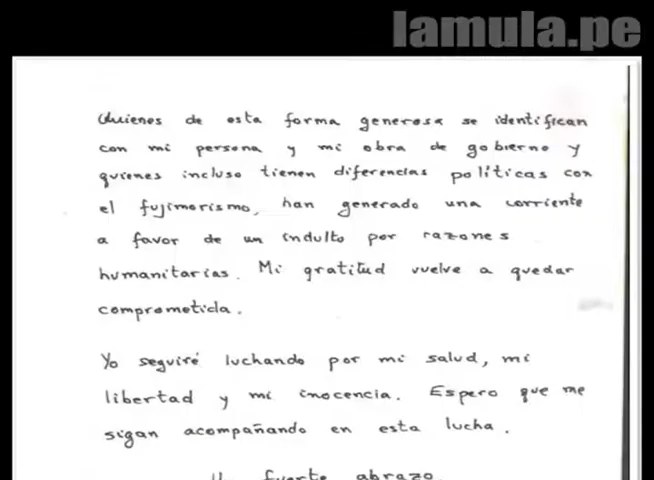 lamula.pe
Quienes de esta forma generosa se identifican
con mi persona y mi obra de gobierno y
quienes incluso tienen diferencias políticas con
el fujimorismo, han generado una corriente
a favor de un indulto por razones
humanitarias. Mi gratitud vuelve a quedar
comprometida.
Yo seguiré luchando por mi salud, mi
libertad y mi inocencia. Espero que me
sigan acompañando en esta lucha.
Un fuerte abrazo.